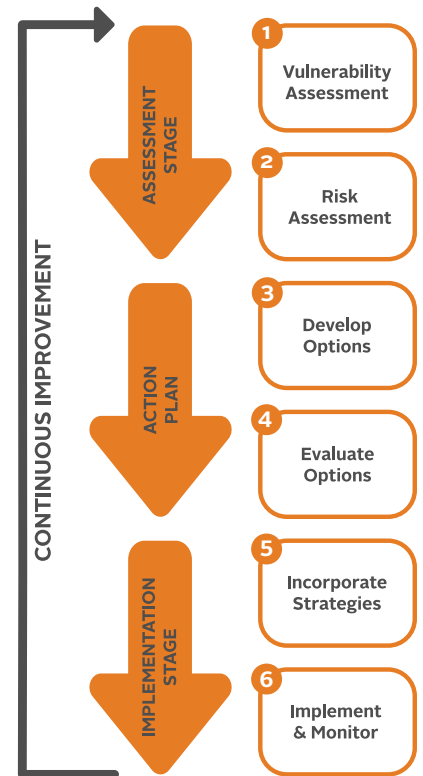 CONTINUOUS IMPROVEMENT
ASSESSMENT
STAGE
1
Vulnerability
Assessment
2
Risk
Assessment
ACTION
PLAN
3
Develop
Options
4
Evaluate
Options
IMPLEMENTATION
STAGE
5
Incorporate
Strategies
6
Implement
& Monitor